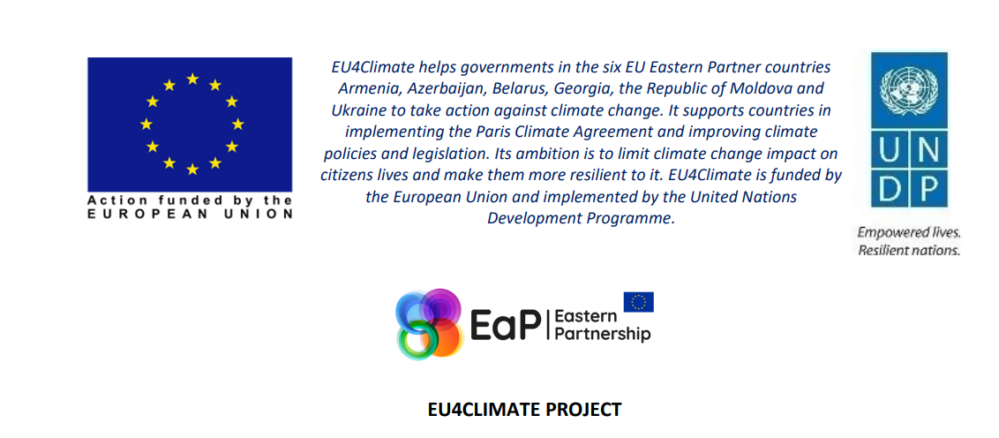 EU4Climate helps governments in the six EU Eastern Partner countries
Armenia, Azerbaijan, Belarus, Georgia, the Republic of Moldova and
Ukraine to take action against climate change. It supports countries in
implementing the Paris Climate Agreement and improving climate
policies and legislation. Its ambition is to limit climate change impact on
citizens lives and make them more resilient to it. EU4Climate is funded by
the European Union and implemented by the United Nations
Development Programme.
Action funded by the
EUROPEAN UNION
U N
D P
Empowered lives.
Resilient nations.
EaP
Eastern
Partnership
EU4CLIMATE PROJECT